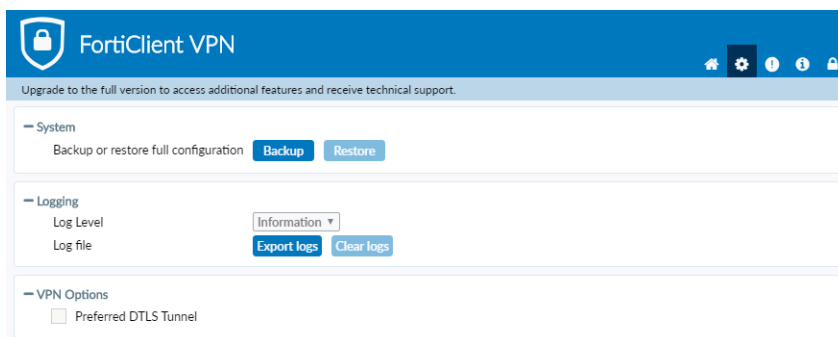 FortiClient VPN
Upgrade to the full version to access additional features and receive technical support.
System
Backup or restore full configuration Backup Restore
Logging
Log Level Information
Log file Export logs Clear logs
VPN Options
Preferred DTLS Tunnel